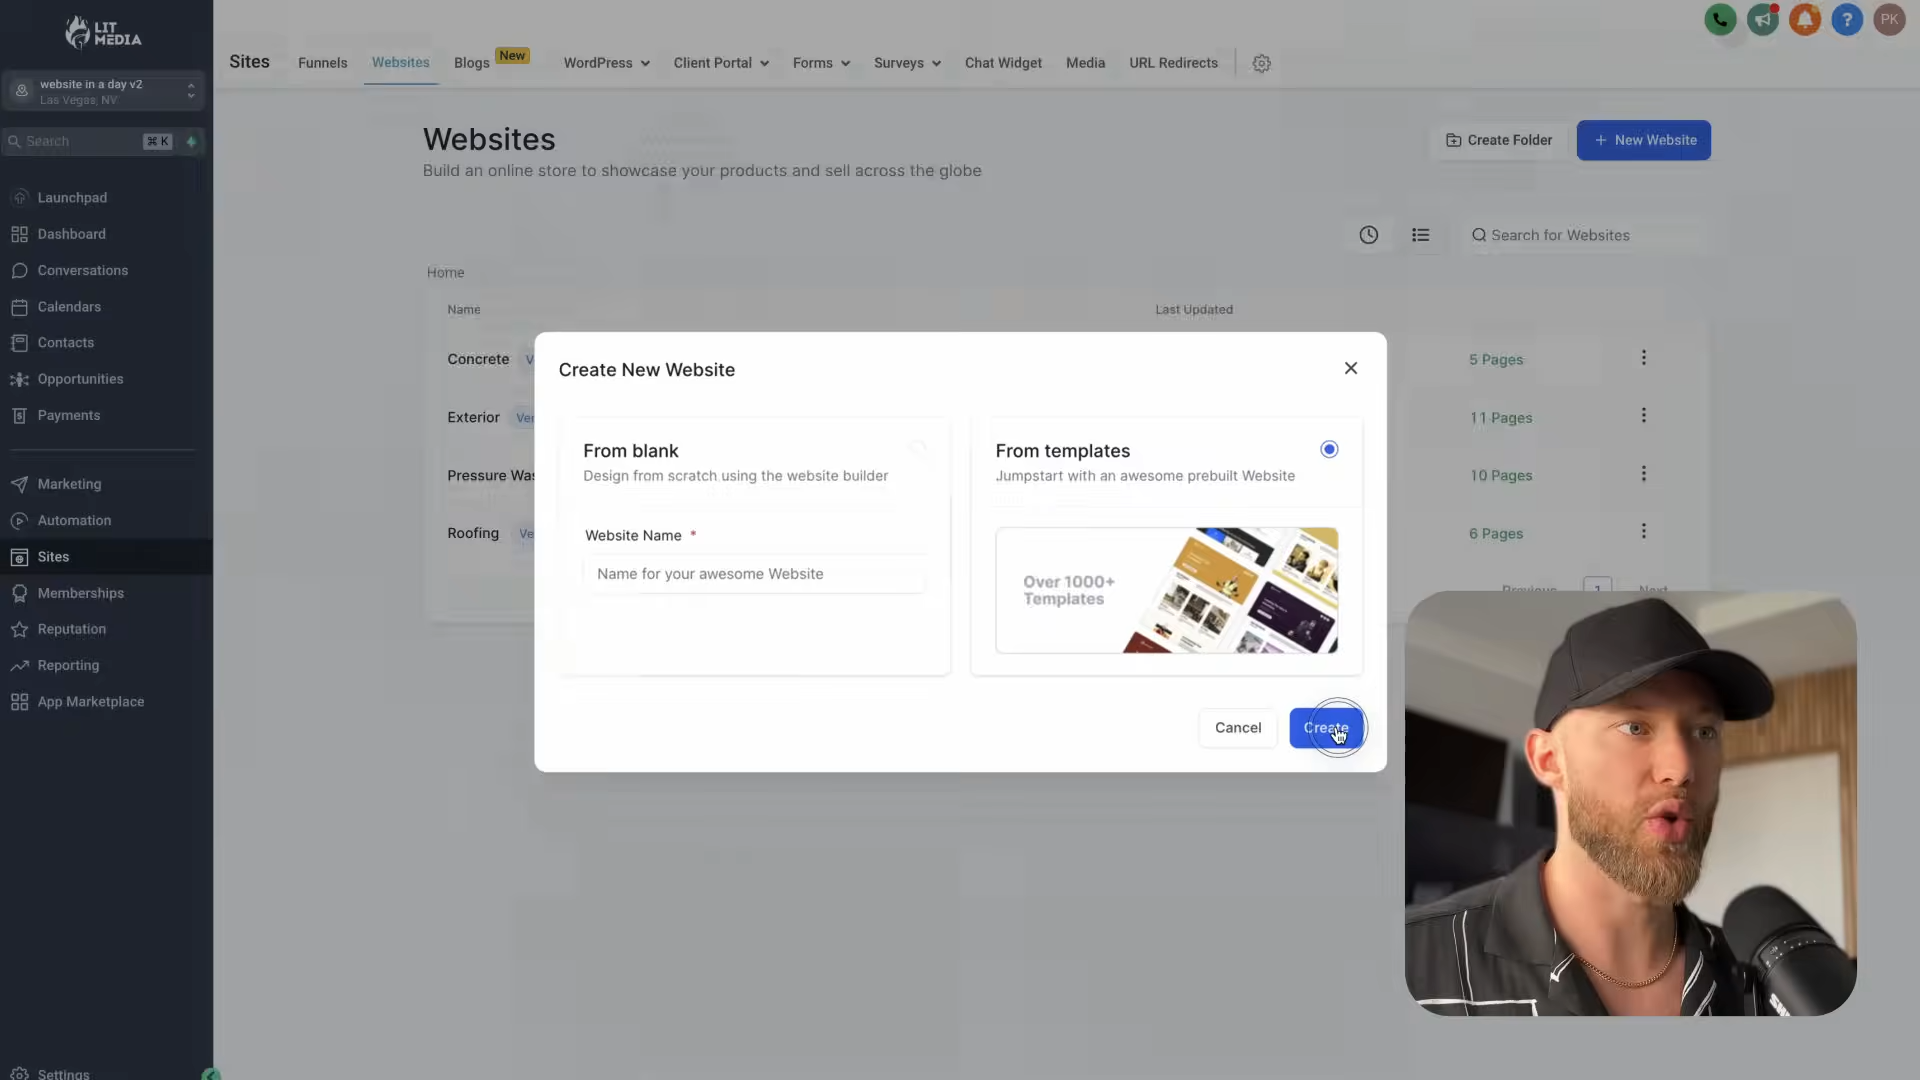 LIT
MEDIA
website in a day v2
Las Vegas, NV
Search
⌘ K
Launchpad
Dashboard
Conversations
Calendars
Contacts
Opportunities
Payments
Marketing
Automation
Sites
Memberships
Reputation
Reporting
App Marketplace
Settings
Sites
Funnels
Websites
Blogs
New
WordPress
Client Portal
Forms
Surveys
Chat Widget
Media
URL Redirects
?
PK
Websites
Build an online store to showcase your products and sell across the globe
Create Folder
+ New Website
Search for Websites
Home
Name
Last Updated
Concrete
5 Pages
Exterior
11 Pages
Pressure
10 Pages
Roofing
6 Pages
Previous
1
Next
Create New Website
From blank
Design from scratch using the website builder
Website Name *
Name for your awesome Website
From templates
Jumpstart with an awesome prebuilt Website
Over 1000+
Templates
Cancel
Create